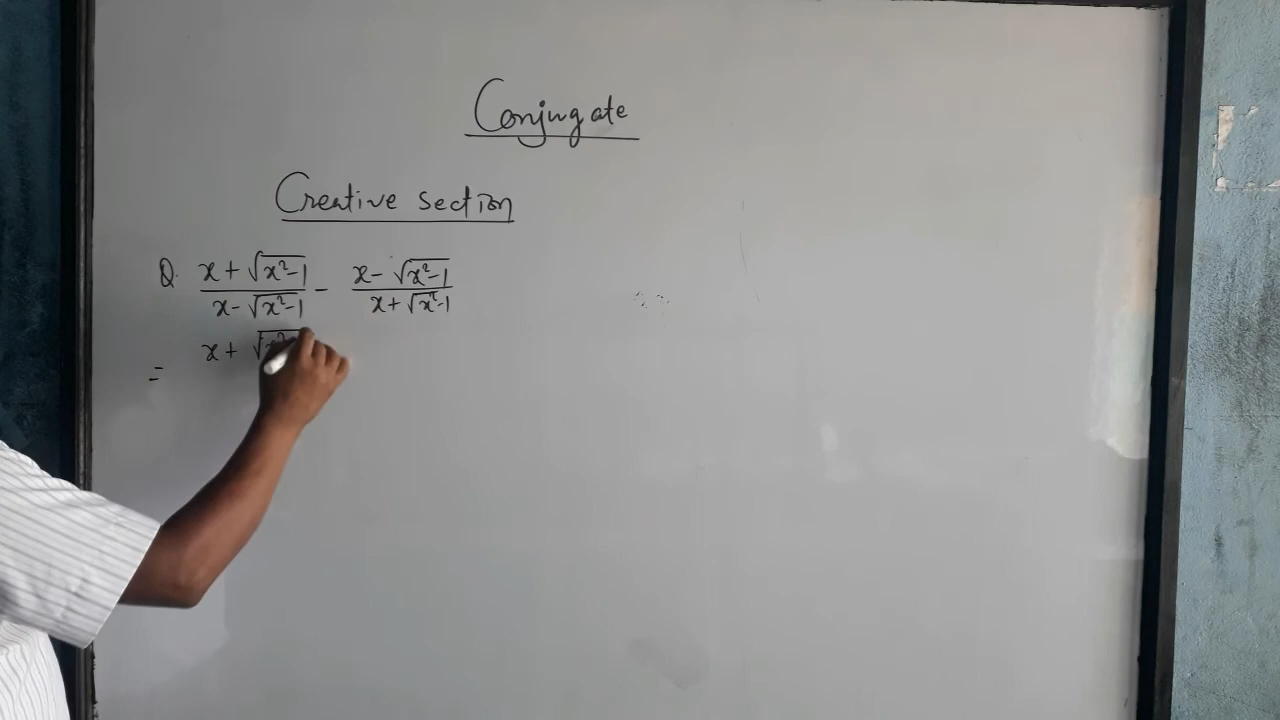 Conjugate
Creative section
Q. (x + √(x²-1))/(x - √(x²-1)) - (x - √(x²-1))/(x + √(x²-1))
= x + √